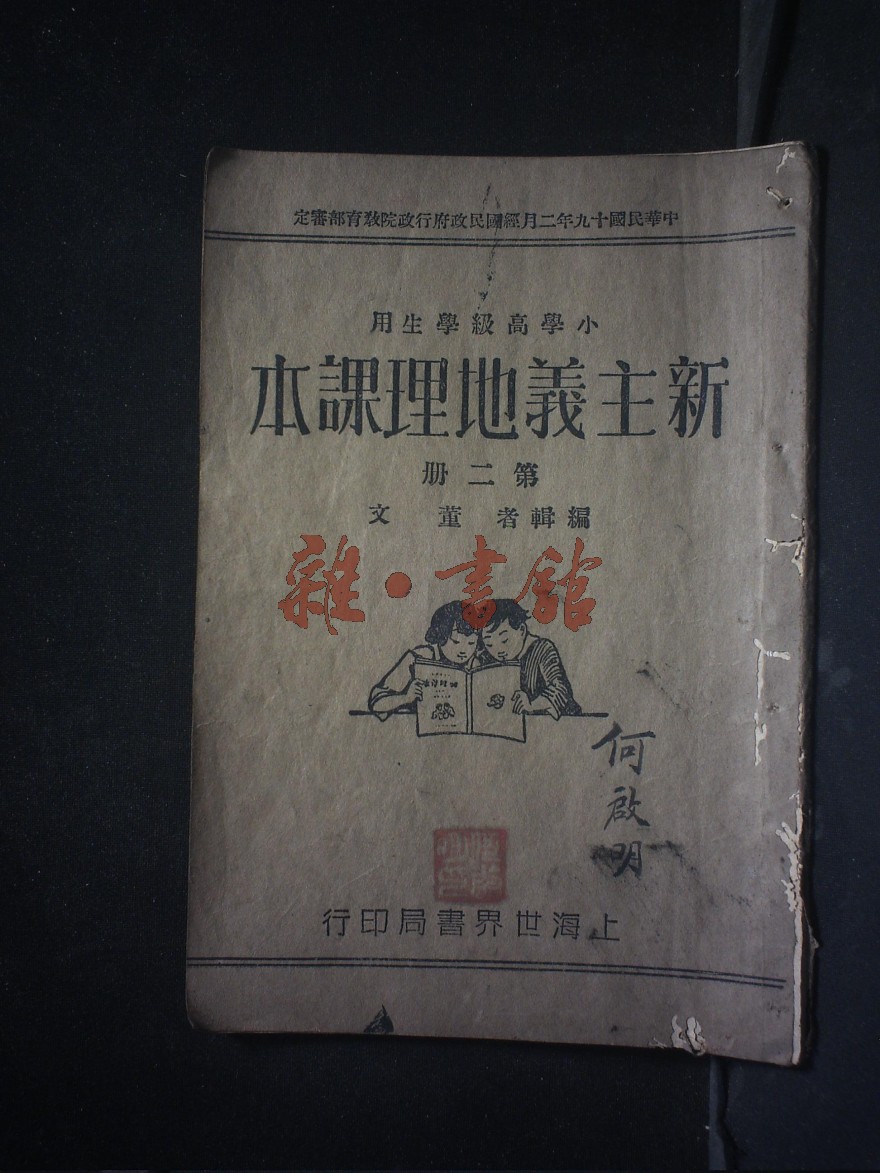 中華民國十九年二月經國民政府行政院敎育部審定
小學高級學生用
新主義地理課本
第二册
編輯者 董文
雜·書館
何啟明
上海世界書局印行